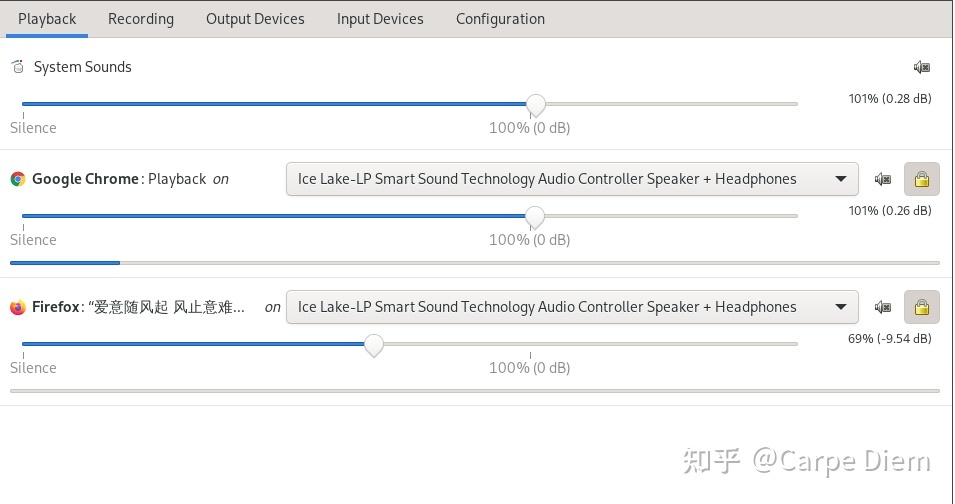 Playback Recording Output Devices Input Devices Configuration
System Sounds
101% (0.28 dB)
Silence 100% (0 dB)
Google Chrome: Playback on Ice Lake-LP Smart Sound Technology Audio Controller Speaker + Headphones
101% (0.26 dB)
Silence 100% (0 dB)
Firefox: “爱意随风起 风止意难... on Ice Lake-LP Smart Sound Technology Audio Controller Speaker + Headphones
69% (-9.54 dB)
Silence 100% (0 dB)
知乎 @Carpe Diem